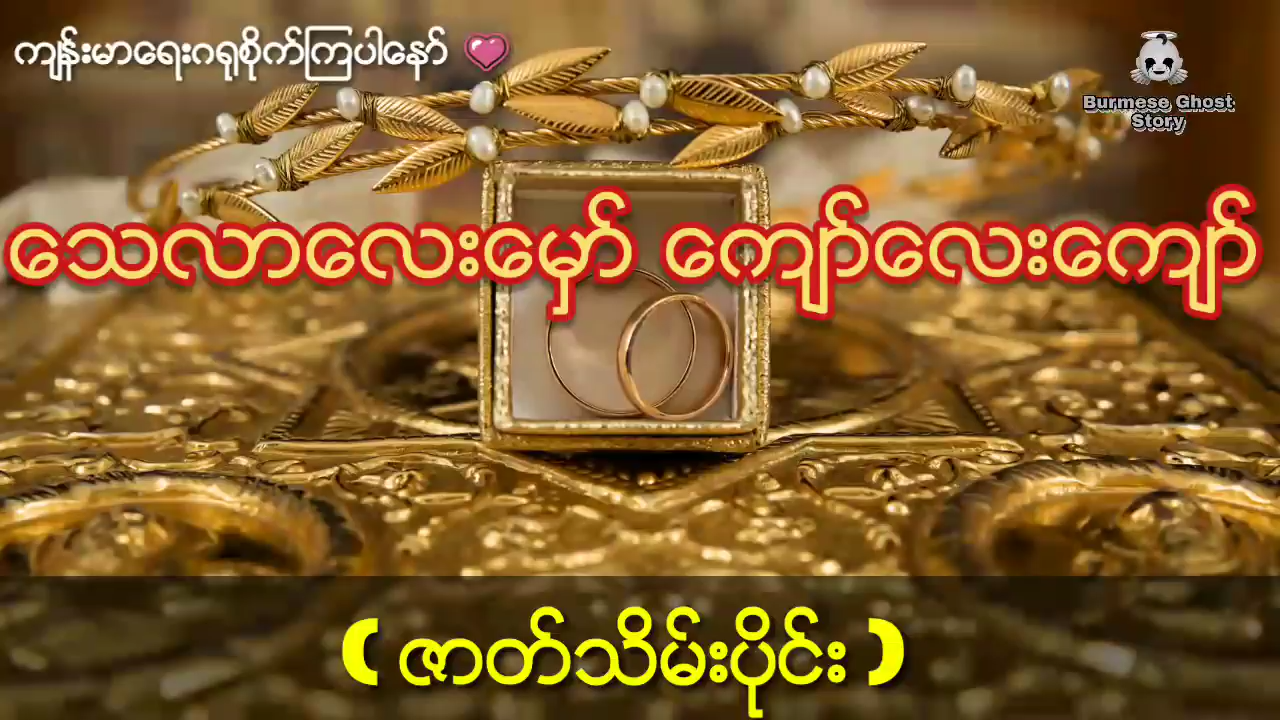 ကျန်းမာရေးဂရုစိုက်ကြပါနော်
Burmese Ghost
Story
သေလာလေးမှော် ကျော်လေးကျော်
( ဇာတ်သိမ်းပိုင်း )